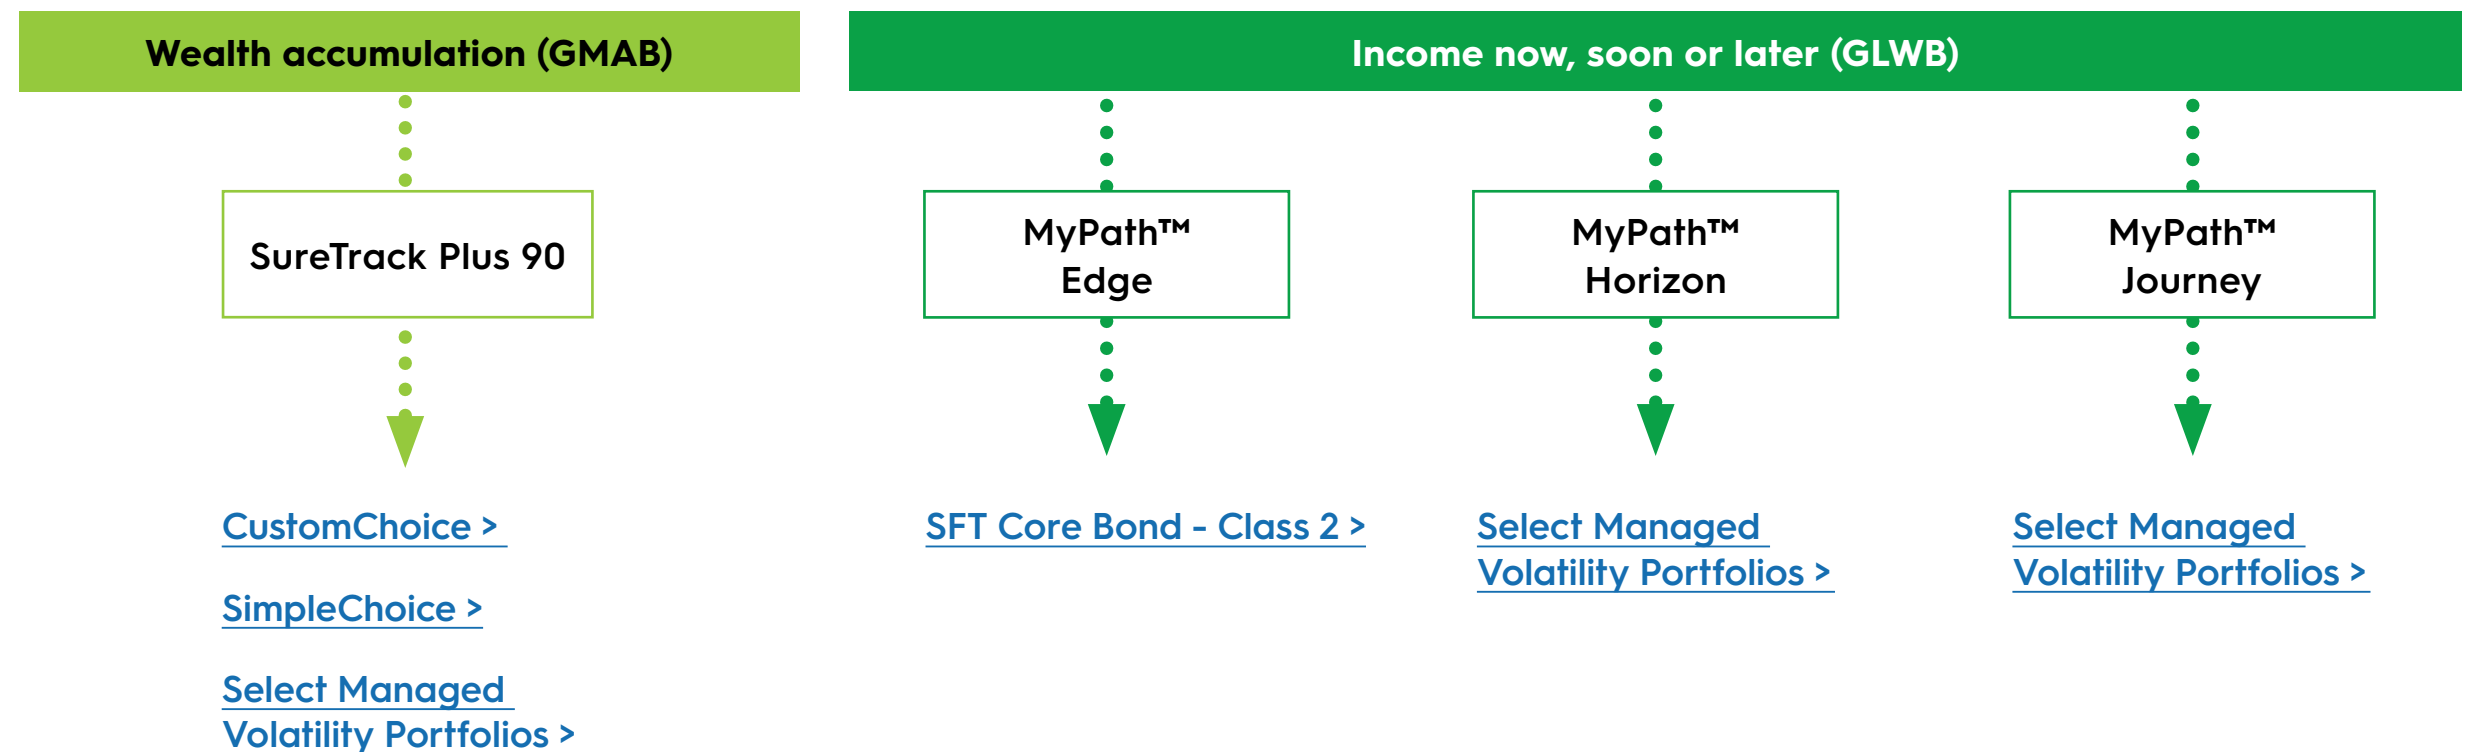 Wealth accumulation (GMAB)
Income now, soon or later (GLWB)
SureTrack Plus 90
MyPath™
Edge
MyPath™
Horizon
MyPath™
Journey
CustomChoice >
SimpleChoice >
Select Managed
Volatility Portfolios >
SFT Core Bond - Class 2 >
Select Managed
Volatility Portfolios >
Select Managed
Volatility Portfolios >